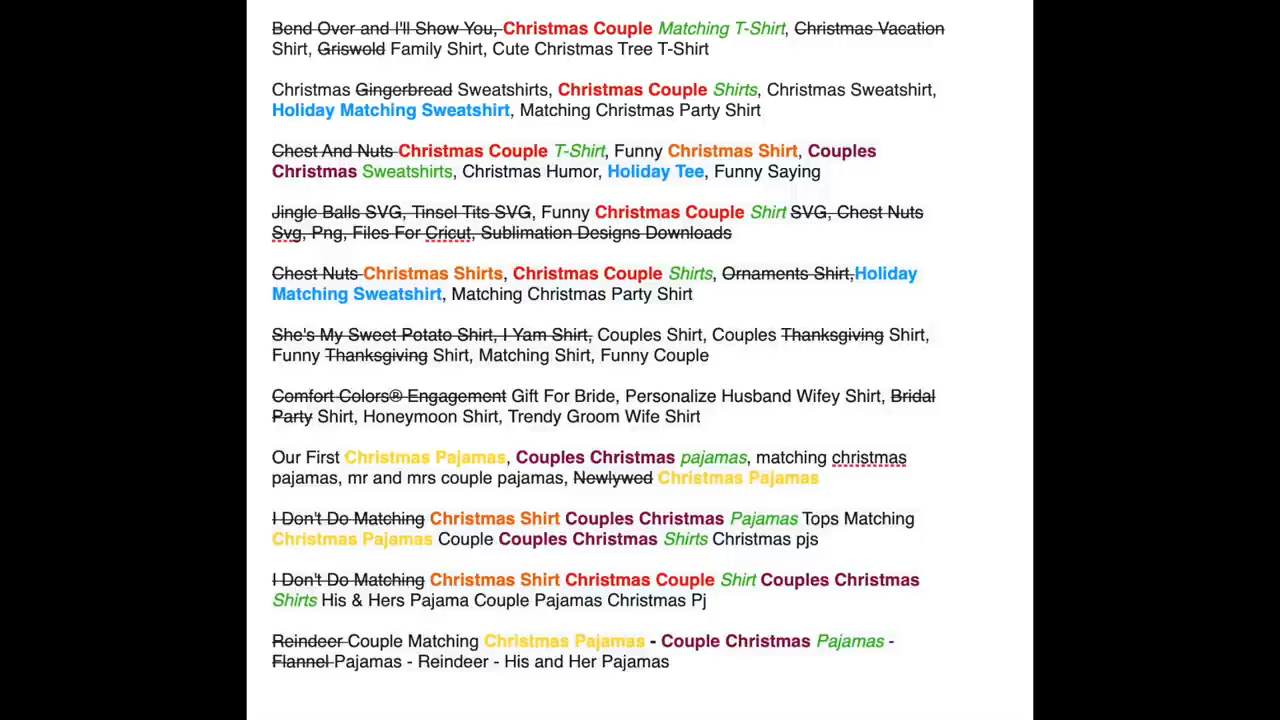 Bend Over and I'll Show You, Christmas Couple Matching T-Shirt, Christmas Vacation
Shirt, Griswold Family Shirt, Cute Christmas Tree T-Shirt
Christmas Gingerbread Sweatshirts, Christmas Couple Shirts, Christmas Sweatshirt,
Holiday Matching Sweatshirt, Matching Christmas Party Shirt
Chest And Nuts Christmas Couple T-Shirt, Funny Christmas Shirt, Couples
Christmas Sweatshirts, Christmas Humor, Holiday Tee, Funny Saying
Jingle Balls SVG, Tinsel Tits SVG, Funny Christmas Couple Shirt SVG, Chest Nuts
Svg, Png, Files For Cricut, Sublimation Designs Downloads
Chest Nuts Christmas Shirts, Christmas Couple Shirts, Ornaments Shirt,Holiday
Matching Sweatshirt, Matching Christmas Party Shirt
She's My Sweet Potato Shirt, I Yam Shirt, Couples Shirt, Couples Thanksgiving Shirt,
Funny Thanksgiving Shirt, Matching Shirt, Funny Couple
Comfort Colors® Engagement Gift For Bride, Personalize Husband Wifey Shirt, Bridal
Party Shirt, Honeymoon Shirt, Trendy Groom Wife Shirt
Our First Christmas Pajamas, Couples Christmas pajamas, matching christmas
pajamas, mr and mrs couple pajamas, Newlywed Christmas Pajamas
I Don't Do Matching Christmas Shirt Couples Christmas Pajamas Tops Matching
Christmas Pajamas Couple Couples Christmas Shirts Christmas pjs
I Don't Do Matching Christmas Shirt Christmas Couple Shirt Couples Christmas
Shirts His & Hers Pajama Couple Pajamas Christmas Pj
Reindeer Couple Matching Christmas Pajamas - Couple Christmas Pajamas -
Flannel Pajamas - Reindeer - His and Her Pajamas